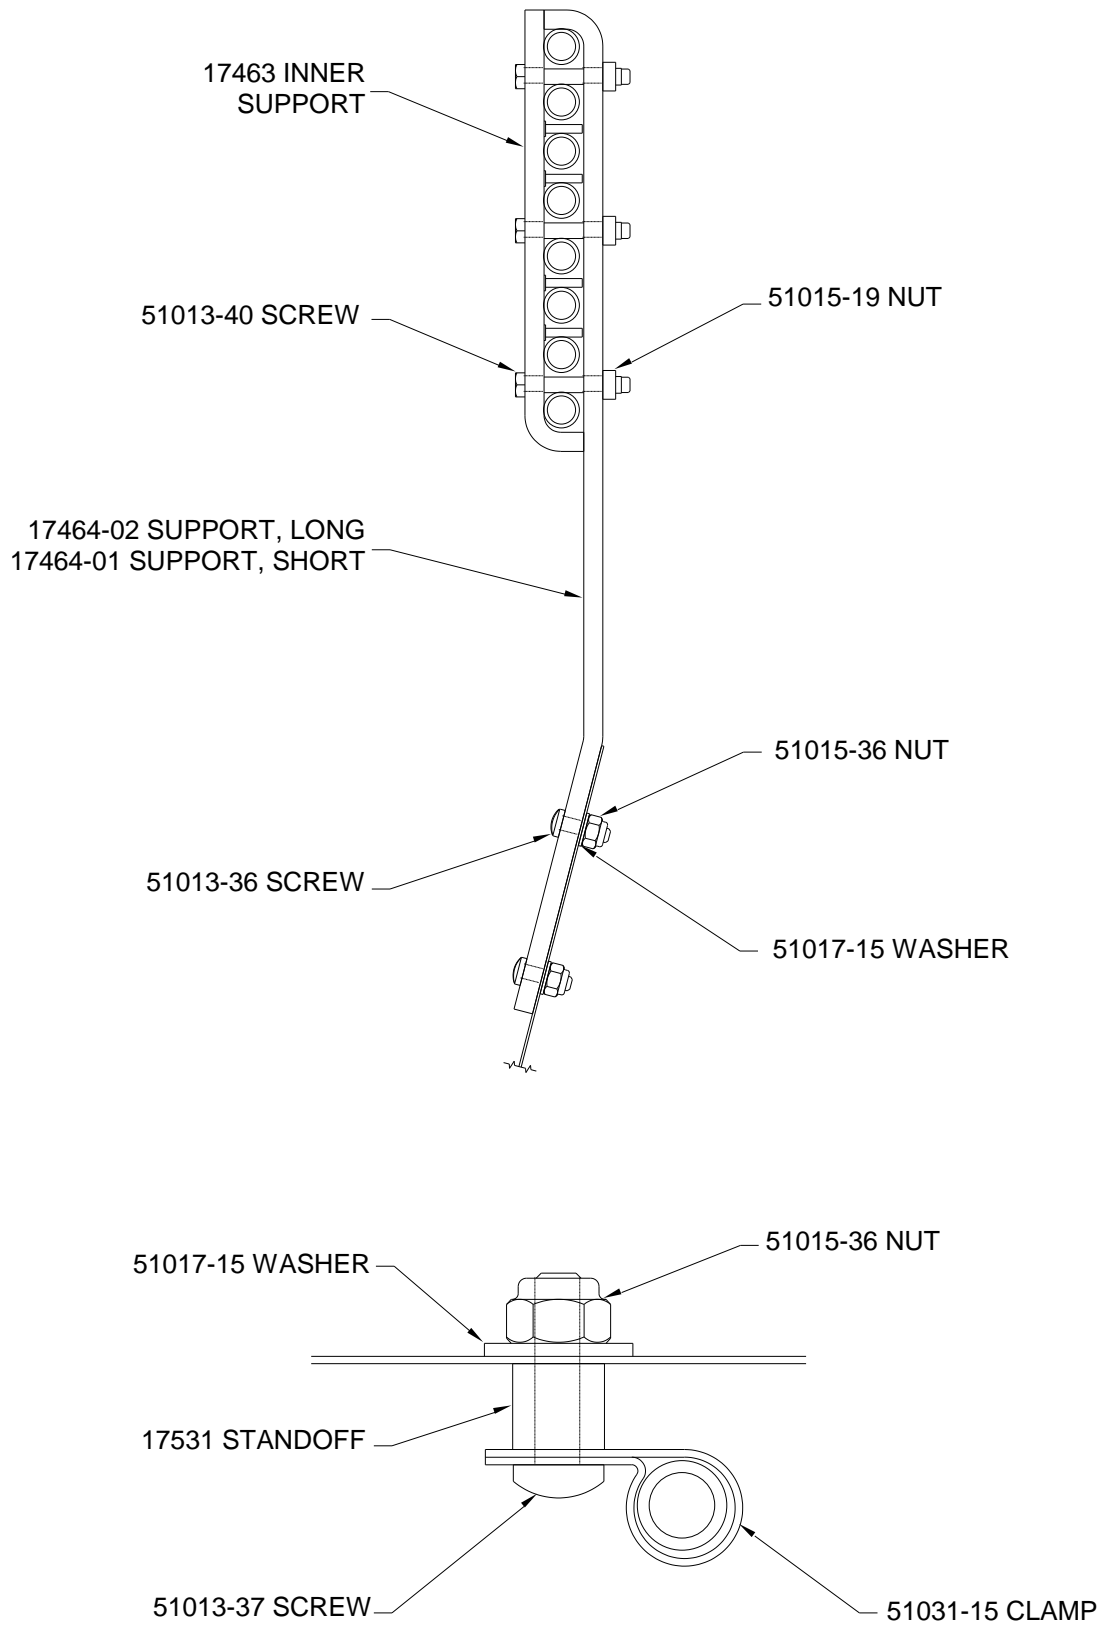 17463 INNER
SUPPORT
51013-40 SCREW
51015-19 NUT
17464-02 SUPPORT, LONG
17464-01 SUPPORT, SHORT
51015-36 NUT
51013-36 SCREW
51017-15 WASHER
51015-36 NUT
51017-15 WASHER
17531 STANDOFF
51013-37 SCREW
51031-15 CLAMP